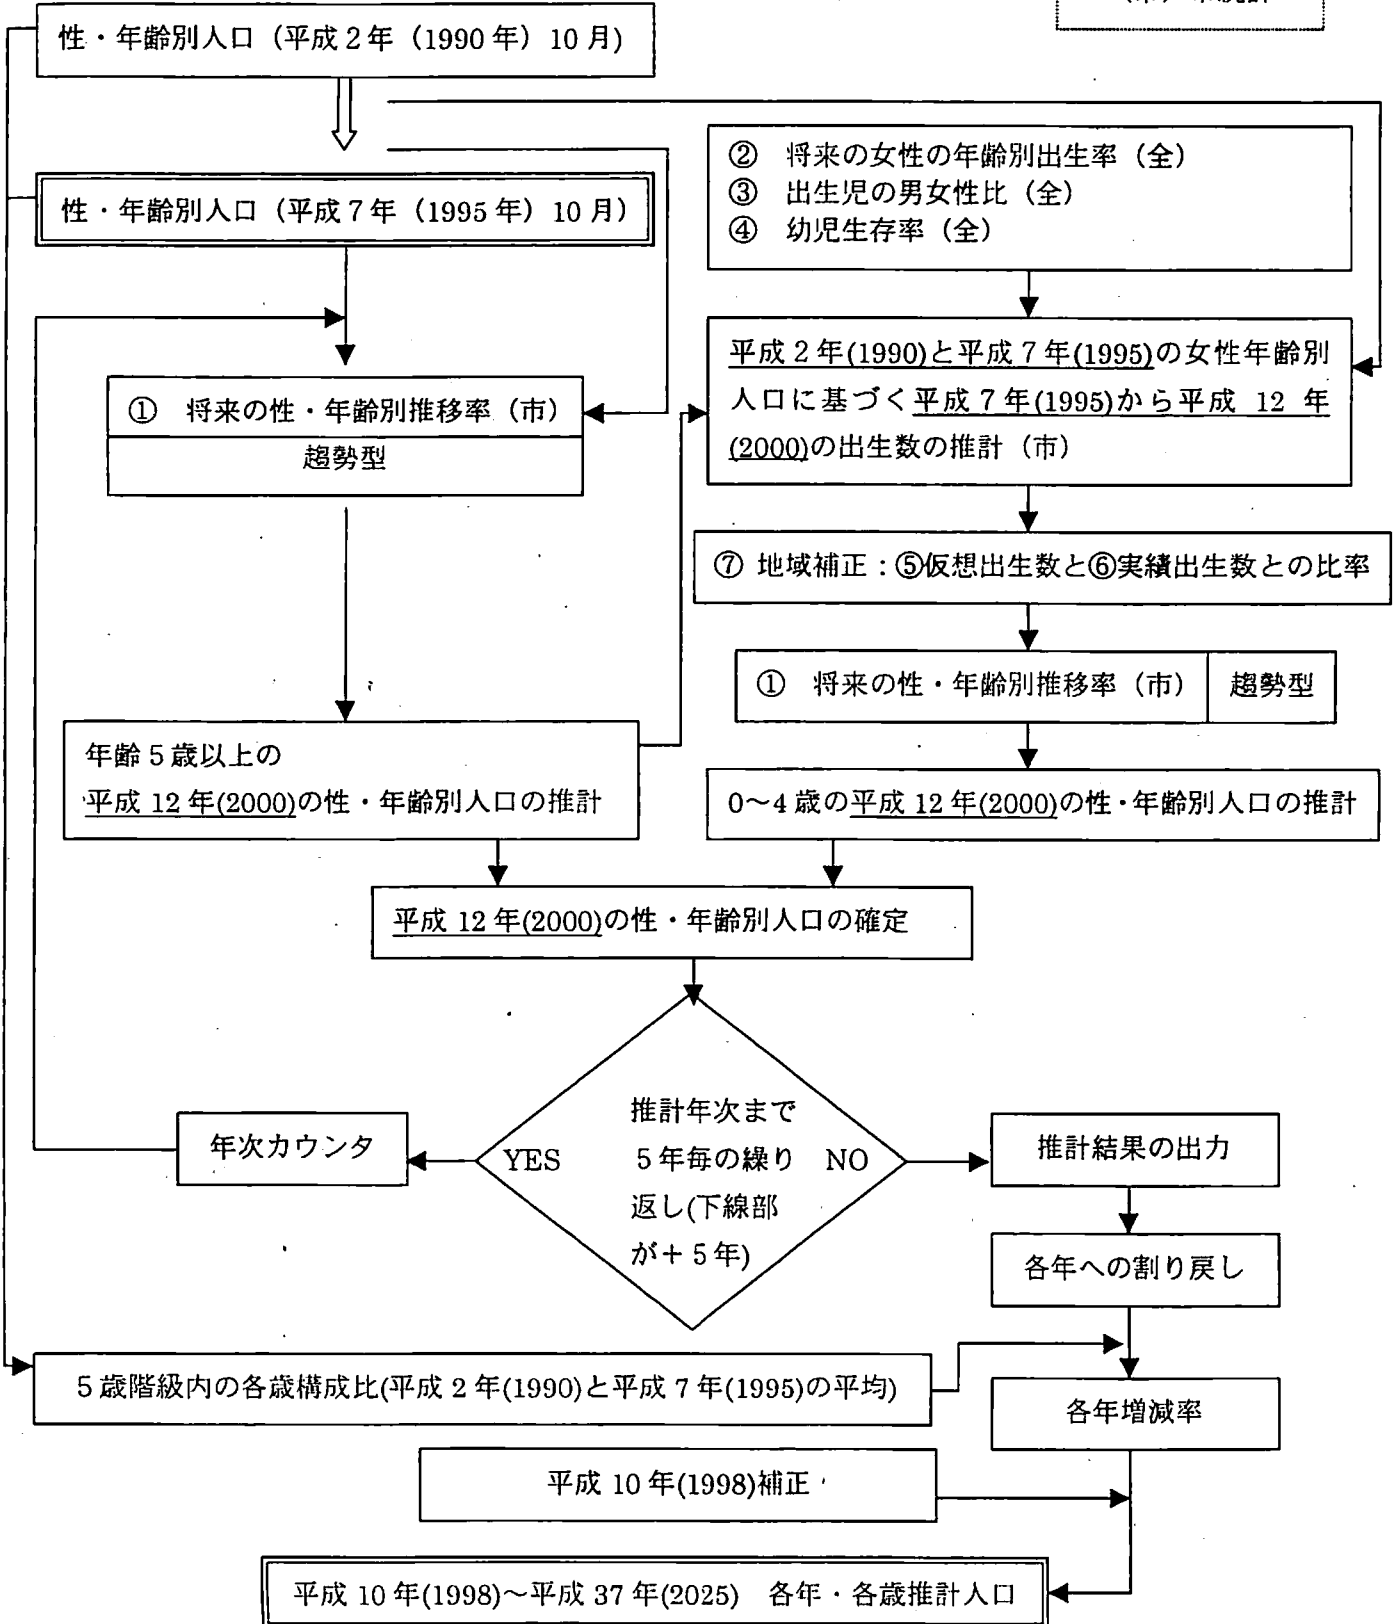 性・年齢別人口（平成２年（1990年）10月）
性・年齢別人口（平成７年（1995年）10月）
② 将来の女性の年齢別出生率（全）
③ 出生児の男女性比（全）
④ 幼児生存率（全）
① 将来の性・年齢別推移率（市）
趨勢型
平成２年(1990)と平成７年(1995)の女性年齢別
人口に基づく平成７年(1995)から平成 12 年
(2000)の出生数の推計（市）
⑦ 地域補正：⑤仮想出生数と⑥実績出生数との比率
① 将来の性・年齢別推移率（市） 趨勢型
年齢５歳以上の
平成 12 年(2000)の性・年齢別人口の推計
0〜4 歳の平成 12 年(2000)の性・年齢別人口の推計
平成 12 年(2000)の性・年齢別人口の確定
推計年次まで
YES ５年毎の繰り NO
返し(下線部
が＋５年)
年次カウンタ
推計結果の出力
各年への割り戻し
５歳階級内の各歳構成比(平成２年(1990)と平成７年(1995)の平均)
各年増減率
平成 10 年(1998)補正
平成 10 年(1998)〜平成 37 年(2025) 各年・各歳推計人口